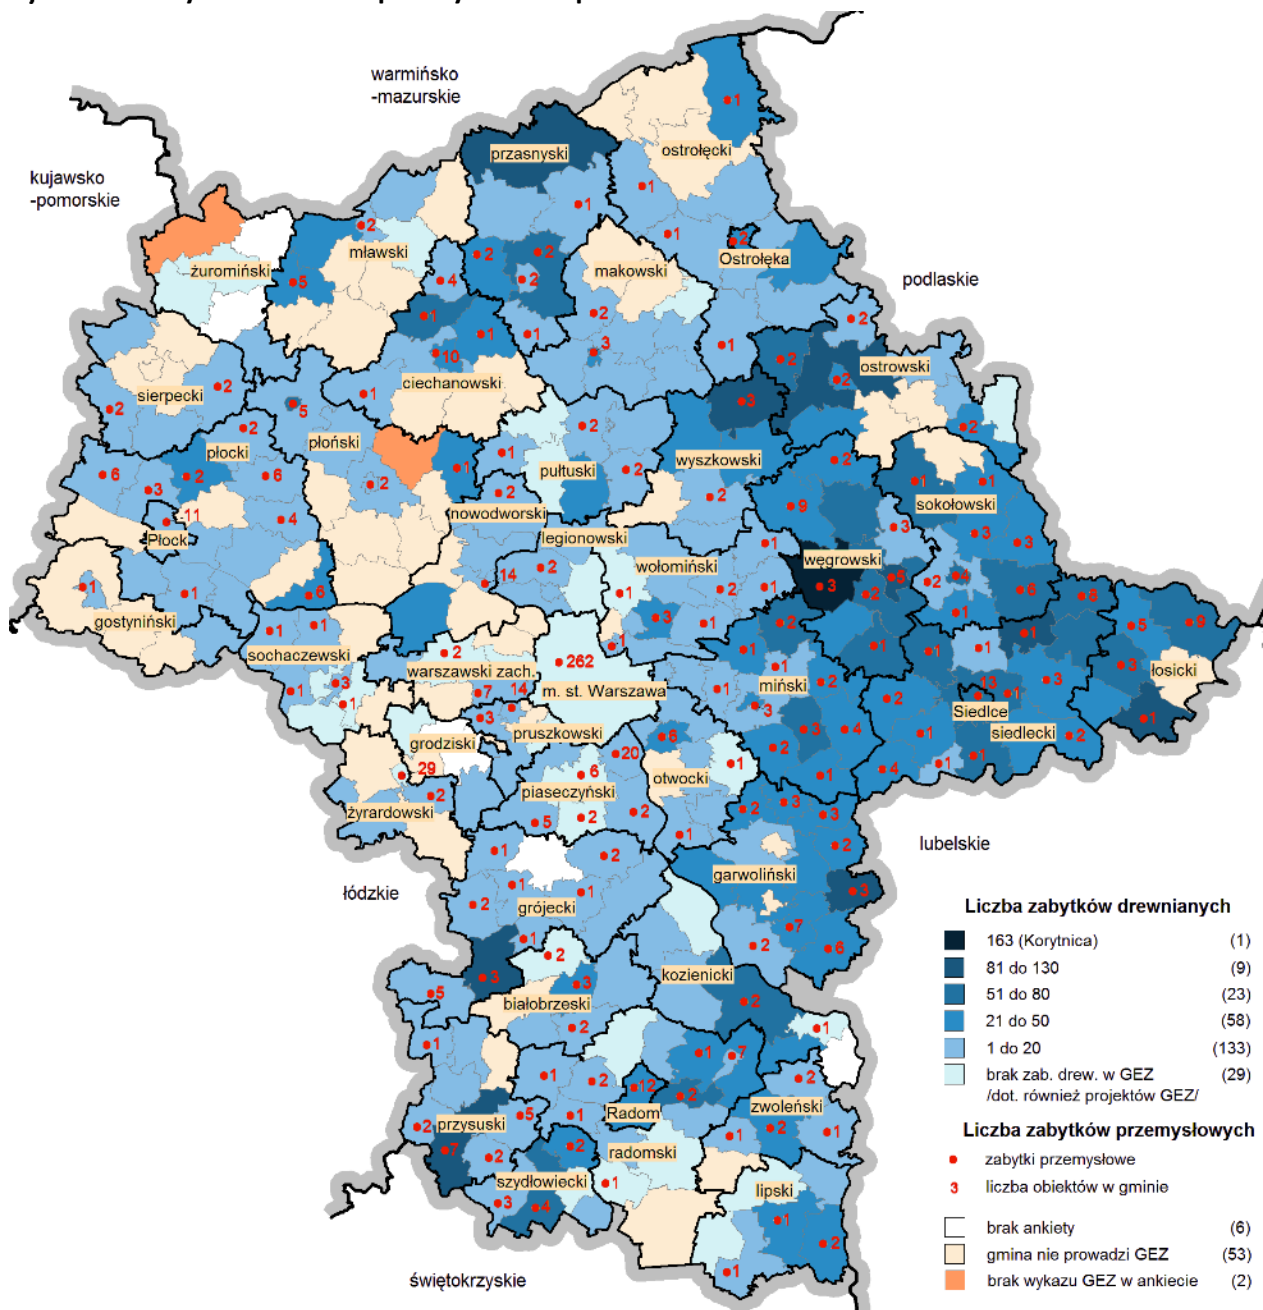 warmińsko
-mazurskie
kujawsko
-pomorskie
podlaskie
lubelskie
łódzkie
świętokrzyskie
przasnyski
ostrołęcki
1
1
1
1
2
mławski
żuromiński
5
2
2
2
4
makowski
2
Ostrołęka
2
1
1
1
10
ciechanowski
2
3
1
2
2
ostrowski
3
2
sierpecki
2
2
1
5
płoński
płocki
2
6
2
3
6
11
4
Płock
2
1
1
pułtuski
2
2
wyszkowski
2
2
nowodworski
2
legionowski
2
9
1
1
sokołowski
3
3
3
węgrowski
wołomiński
1
14
2
1
2
1
3
5
2
2
4
6
6
1
gostyniński
1
6
1
1
sochaczewski
1
3
1
1
3
1
1
warszawski zach.
2
262
m. st. Warszawa
7
14
3
pruszkowski
1
2
1
1
miński
2
3
3
4
2
1
1
1
1
13
Siedlce
1
3
siedlecki
2
2
1
4
1
1
5
9
3
łosicki
1
grodziski
29
żyrardowski
2
20
6
piaseczyński
5
2
2
6
otwocki
1
1
2
3
3
2
garwoliński
3
7
2
6
1
2
1
1
2
grójecki
1
2
3
3
białobrzeski
2
5
kozienicki
2
1
1
1
7
1
2
12
2
Radom
1
2
zwoleński
2
1
1
przysuski
2
5
7
2
2
radomski
szydłowiecki
1
3
4
lipski
1
2
1
Liczba zabytków drewnianych
163 (Korytnica) (1)
81 do 130 (9)
51 do 80 (23)
21 do 50 (58)
1 do 20 (133)
brak zab. drew. w GEZ (29)
/dot. również projektów GEZ/
Liczba zabytków przemysłowych
zabytki przemysłowe
3 liczba obiektów w gminie
brak ankiety (6)
gmina nie prowadzi GEZ (53)
brak wykazu GEZ w ankiecie (2)